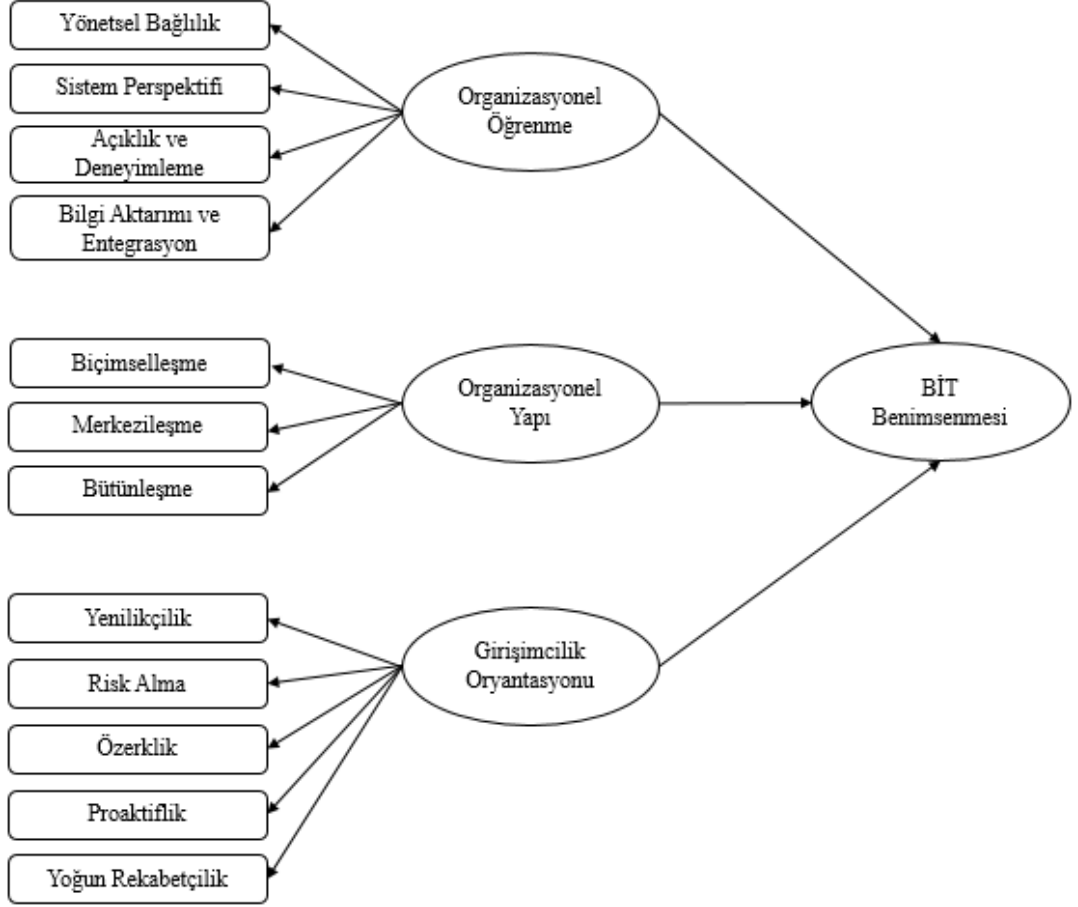 Yönetsel Bağlılık
Sistem Perspektifi
Açıklık ve
Deneyimleme
Bilgi Aktarımı ve
Entegrasyon
Organizasyonel
Öğrenme
Biçimselleşme
Merkezileşme
Bütünleşme
Organizasyonel
Yapı
BİT
Benimsenmesi
Yenilikçilik
Risk Alma
Özerklik
Proaktiflik
Yoğun Rekabetçilik
Girişimcilik
Oryantasyonu